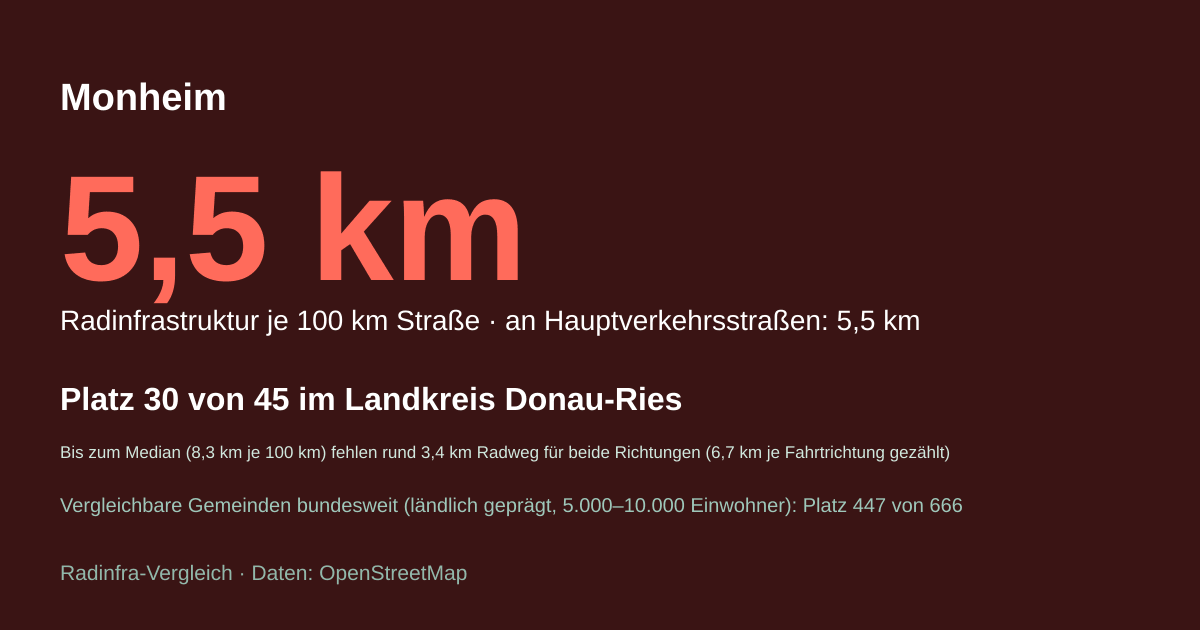 Monheim
5,5 km
Radinfrastruktur je 100 km Straße · an Hauptverkehrsstraßen: 5,5 km
Platz 30 von 45 im Landkreis Donau-Ries
Bis zum Median (8,3 km je 100 km) fehlen rund 3,4 km Radweg für beide Richtungen (6,7 km je Fahrtrichtung gezählt)
Vergleichbare Gemeinden bundesweit (ländlich geprägt, 5.000–10.000 Einwohner): Platz 447 von 666
Radinfra-Vergleich · Daten: OpenStreetMap